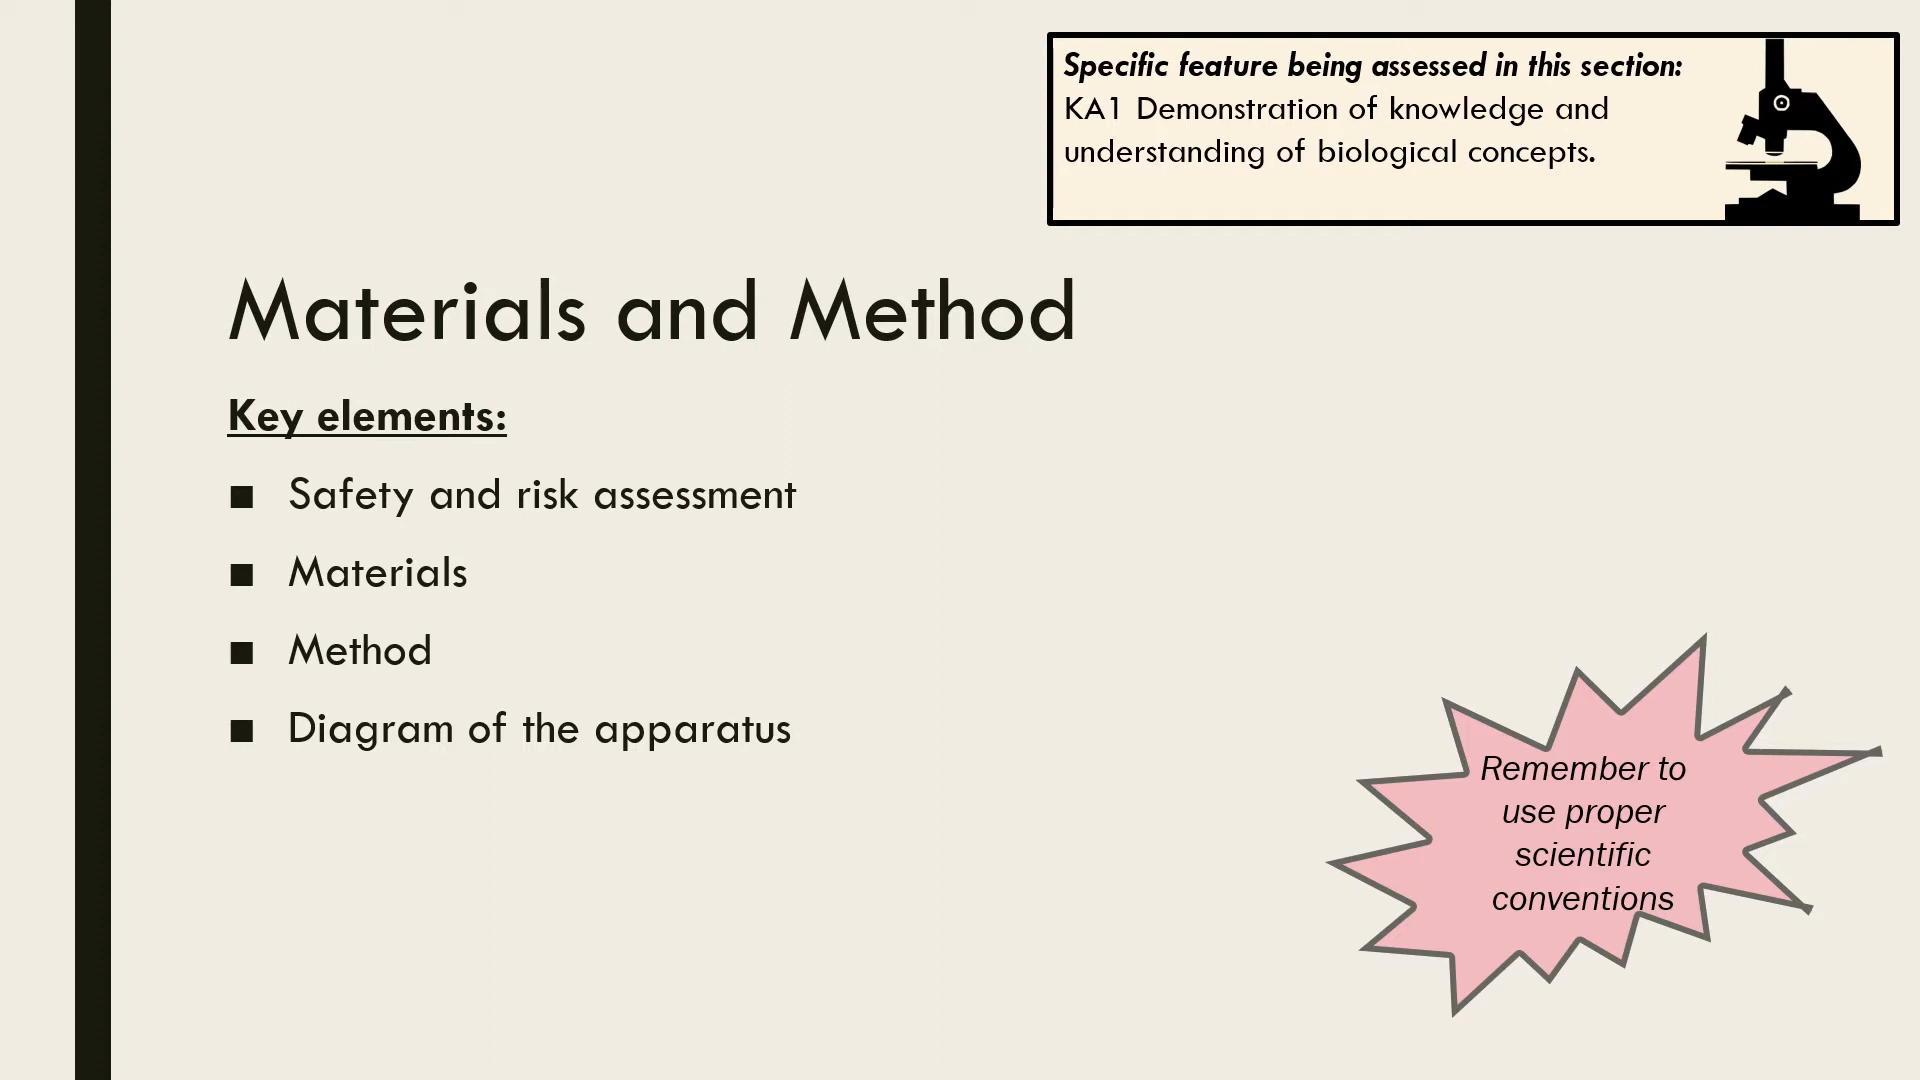 Specific feature being assessed in this section:
KA1 Demonstration of knowledge and
understanding of biological concepts.
Materials and Method
Key elements:
■ Safety and risk assessment
■ Materials
■ Method
■ Diagram of the apparatus
Remember to
use proper
scientific
conventions